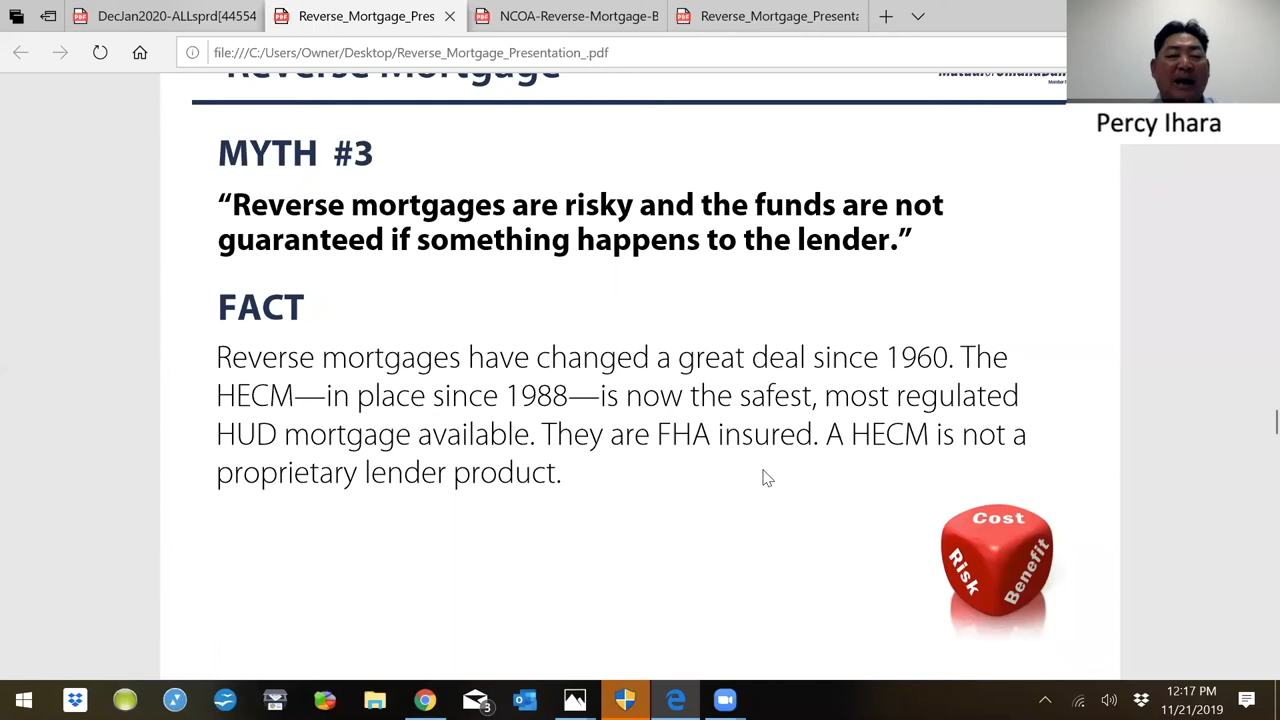 DecJan2020-ALLsprd[44554
Reverse_Mortgage_Pres
NCOA-Reverse-Mortgage-B
Reverse_Mortgage_Presenta
file:///C:/Users/Owner/Desktop/Reverse_Mortgage_Presentation_.pdf
Reverse Mortgage
Percy Ihara
MYTH #3
“Reverse mortgages are risky and the funds are not
guaranteed if something happens to the lender.”
FACT
Reverse mortgages have changed a great deal since 1960. The
HECM—in place since 1988—is now the safest, most regulated
HUD mortgage available. They are FHA insured. A HECM is not a
proprietary lender product.
Cost
Risk
Benefit
3
12:17 PM
11/21/2019